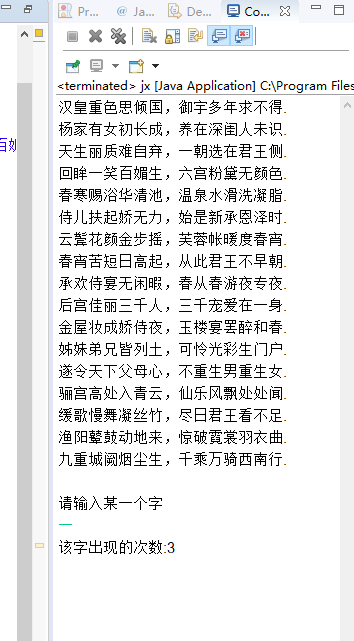 Pr...
@ Ja...
De...
Co...
<terminated> jx [Java Application] C:\Program Files
汉皇重色思倾国，御宇多年求不得.
杨家有女初长成，养在深闺人未识.
天生丽质难自弃，一朝选在君王侧.
回眸一笑百媚生，六宫粉黛无颜色.
春寒赐浴华清池，温泉水滑洗凝脂.
侍儿扶起娇无力，始是新承恩泽时.
云鬓花颜金步摇，芙蓉帐暖度春宵.
春宵苦短日高起，从此君王不早朝.
承欢侍宴无闲暇，春从春游夜专夜.
后宫佳丽三千人，三千宠爱在一身.
金屋妆成娇侍夜，玉楼宴罢醉和春.
姊妹弟兄皆列土，可怜光彩生门户.
遂令天下父母心，不重生男重生女.
骊宫高处入青云，仙乐风飘处处闻.
缓歌慢舞凝丝竹，尽日君王看不足.
渔阳鼙鼓动地来，惊破霓裳羽衣曲.
九重城阙烟尘生，千乘万骑西南行.
请输入某一个字
一
该字出现的次数:3
百媚